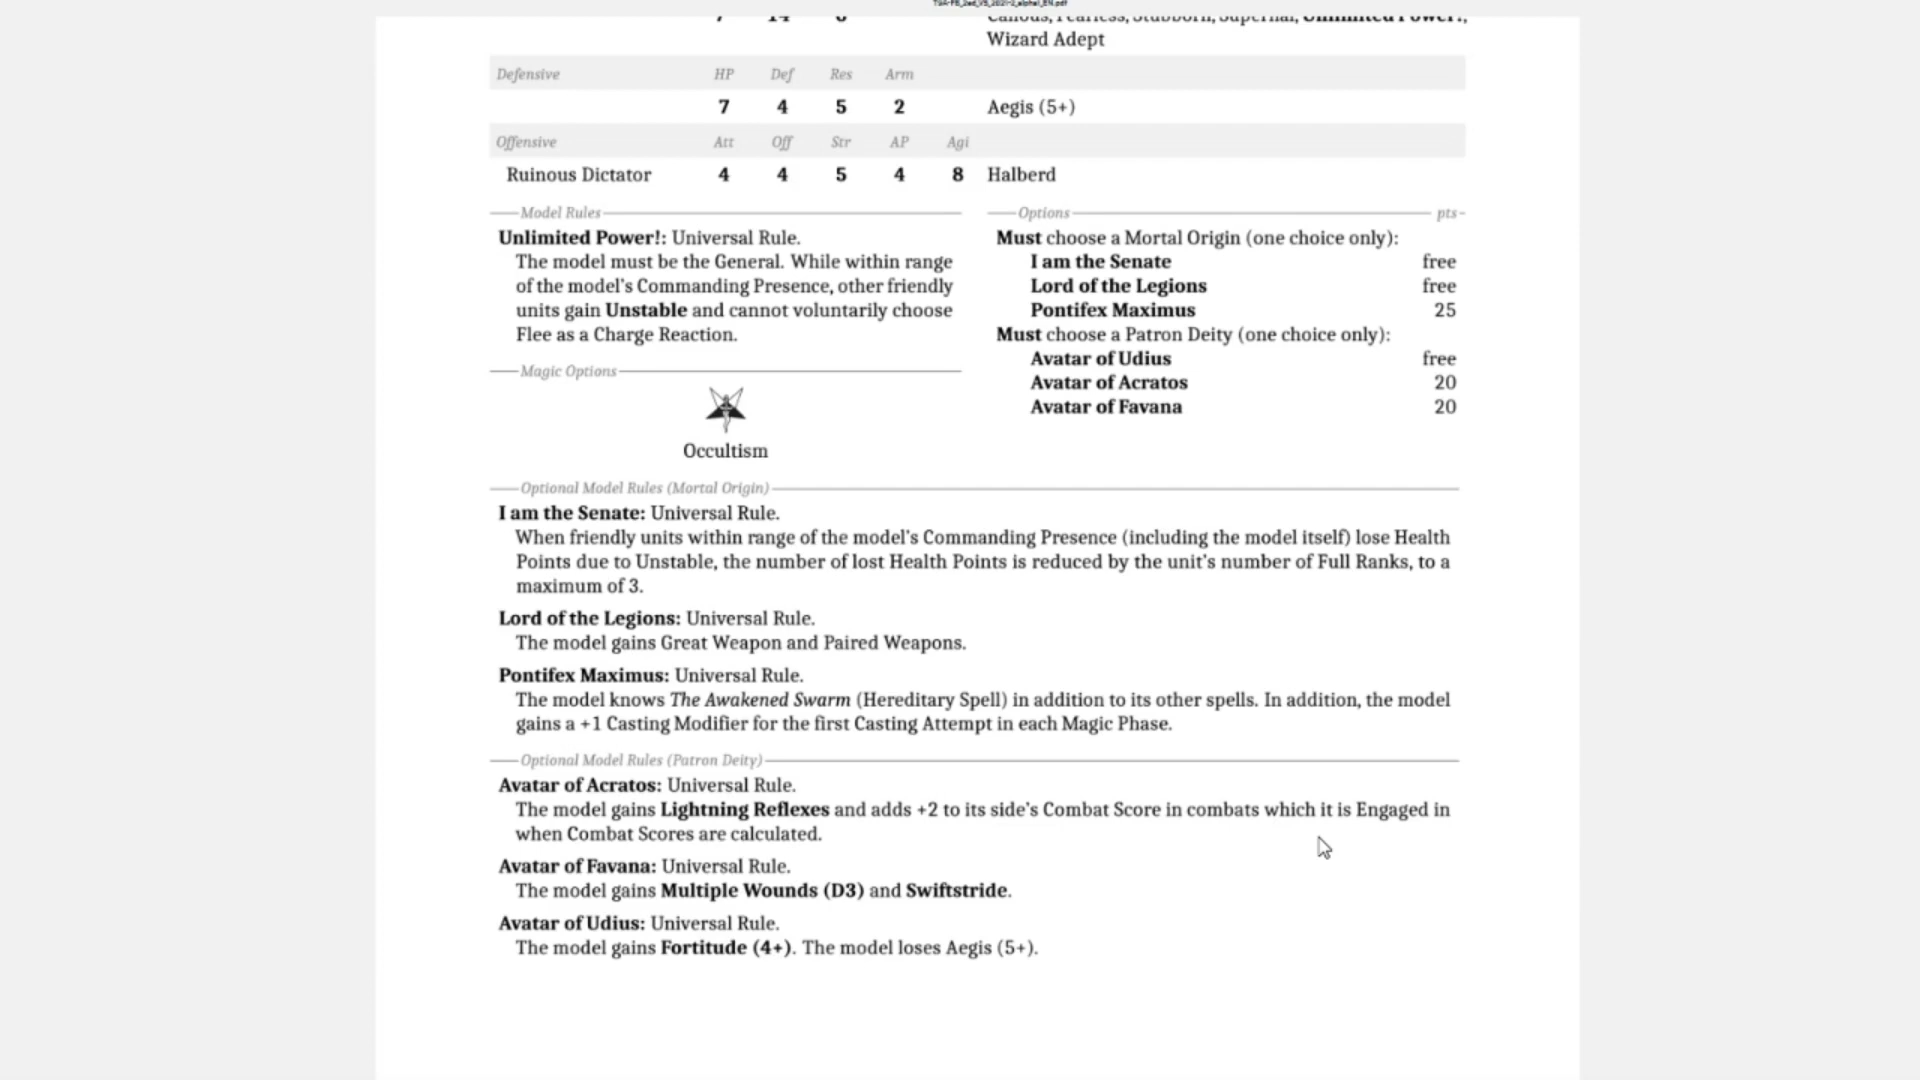 7 14 6 Callous, Fearless, Stubborn, Supernal, Unlimited Power!,
Wizard Adept
Defensive HP Def Res Arm
7 4 5 2 Aegis (5+)
Offensive Att Off Str AP Agi
Ruinous Dictator 4 4 5 4 8 Halberd
Model Rules
Unlimited Power!: Universal Rule.
The model must be the General. While within range
of the model's Commanding Presence, other friendly
units gain Unstable and cannot voluntarily choose
Flee as a Charge Reaction.
Magic Options
Occultism
Options pts
Must choose a Mortal Origin (one choice only):
I am the Senate free
Lord of the Legions free
Pontifex Maximus 25
Must choose a Patron Deity (one choice only):
Avatar of Udius free
Avatar of Acratos 20
Avatar of Favana 20
Optional Model Rules (Mortal Origin)
I am the Senate: Universal Rule.
When friendly units within range of the model's Commanding Presence (including the model itself) lose Health
Points due to Unstable, the number of lost Health Points is reduced by the unit's number of Full Ranks, to a
maximum of 3.
Lord of the Legions: Universal Rule.
The model gains Great Weapon and Paired Weapons.
Pontifex Maximus: Universal Rule.
The model knows The Awakened Swarm (Hereditary Spell) in addition to its other spells. In addition, the model
gains a +1 Casting Modifier for the first Casting Attempt in each Magic Phase.
Optional Model Rules (Patron Deity)
Avatar of Acratos: Universal Rule.
The model gains Lightning Reflexes and adds +2 to its side's Combat Score in combats which it is Engaged in
when Combat Scores are calculated.
Avatar of Favana: Universal Rule.
The model gains Multiple Wounds (D3) and Swiftstride.
Avatar of Udius: Universal Rule.
The model gains Fortitude (4+). The model loses Aegis (5+).